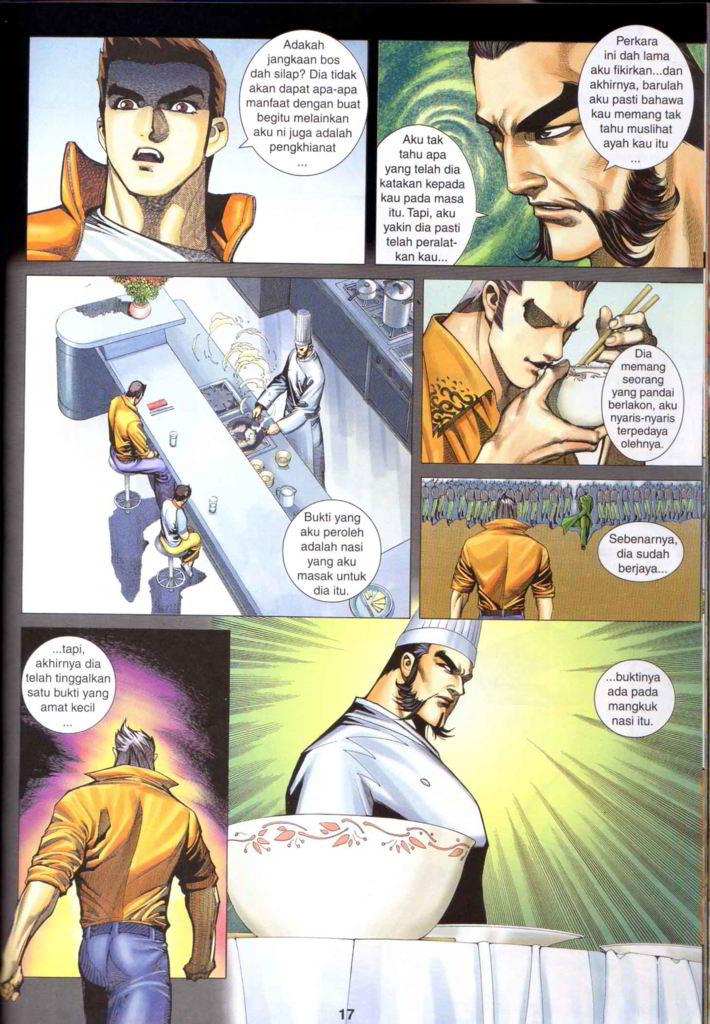 Adakah
jangkaan bos
dah silap? Dia tidak
akan dapat apa-apa
manfaat dengan buat
begitu melainkan
aku ni juga adalah
pengkhianat
...
Perkara
ini dah lama
aku fikirkan...dan
akhirnya, barulah
aku pasti bahawa
kau memang tak
tahu muslihat
ayah kau itu
...
Aku tak
tahu apa
yang telah dia
katakan kepada
kau pada masa
itu. Tapi, aku
yakin dia pasti
telah peralat-
kan kau...
Bukti yang
aku peroleh
adalah nasi
yang aku
masak untuk
dia itu.
Dia
memang
seorang
yang pandai
berlakon, aku
nyaris-nyaris
terpedaya
olehnya.
Sebenarnya,
dia sudah
berjaya...
...tapi,
akhirnya dia
telah tinggalkan
satu bukti yang
amat kecil
...
...buktinya
ada pada
mangkuk
nasi itu.
17